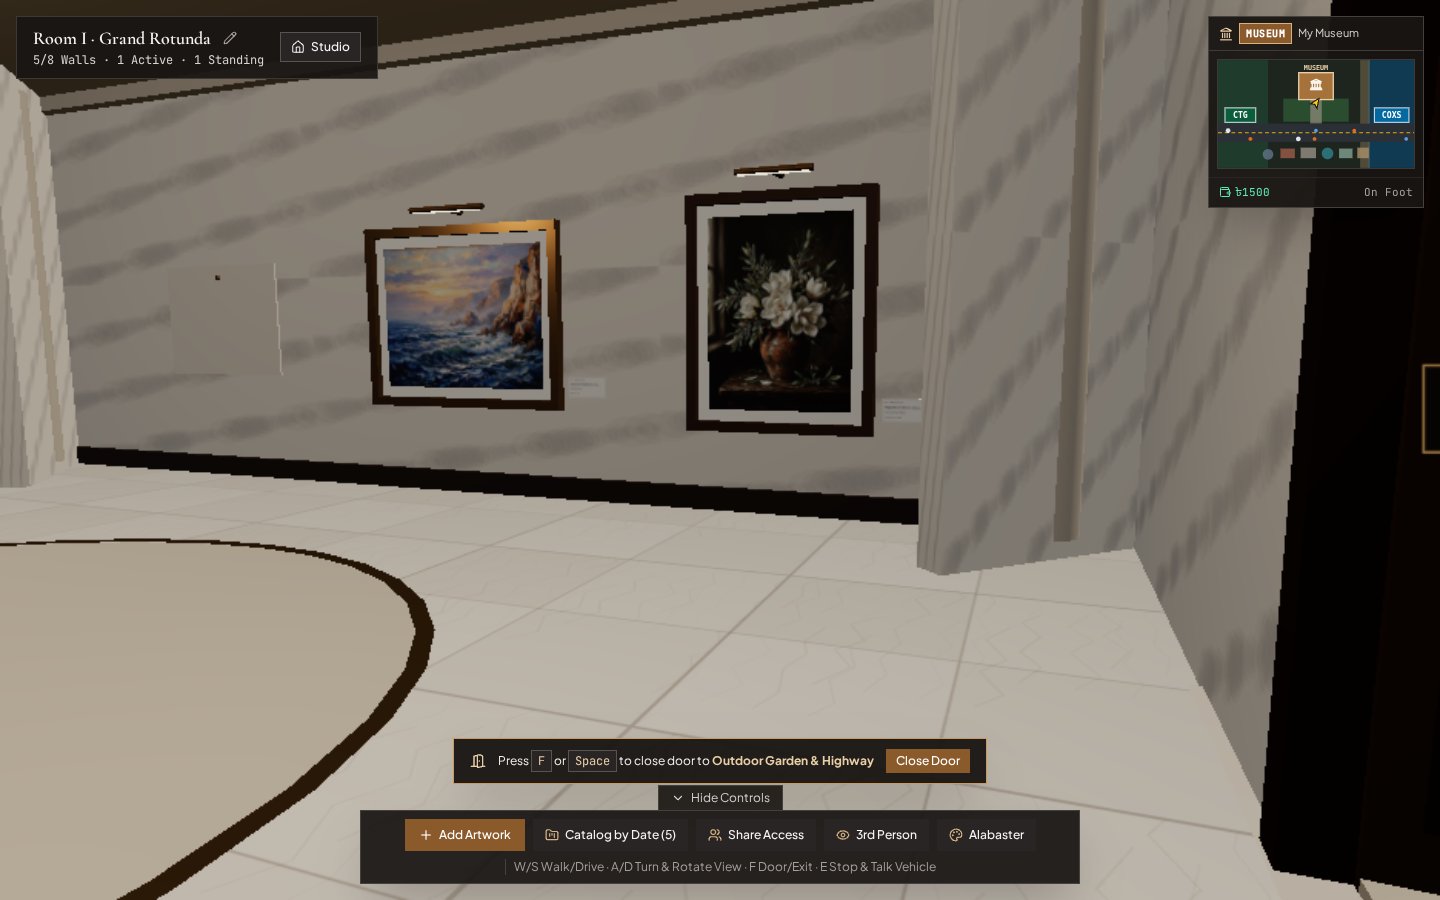 Room I · Grand Rotunda
5/8 Walls · 1 Active · 1 Standing
Studio
MUSEUM My Museum
MUSEUM
CTG
COXS
৳1500
On Foot
Press F or Space to close door to Outdoor Garden & Highway
Close Door
Hide Controls
Add Artwork
Catalog by Date (5)
Share Access
3rd Person
Alabaster
W/S Walk/Drive · A/D Turn & Rotate View · F Door/Exit · E Stop & Talk Vehicle